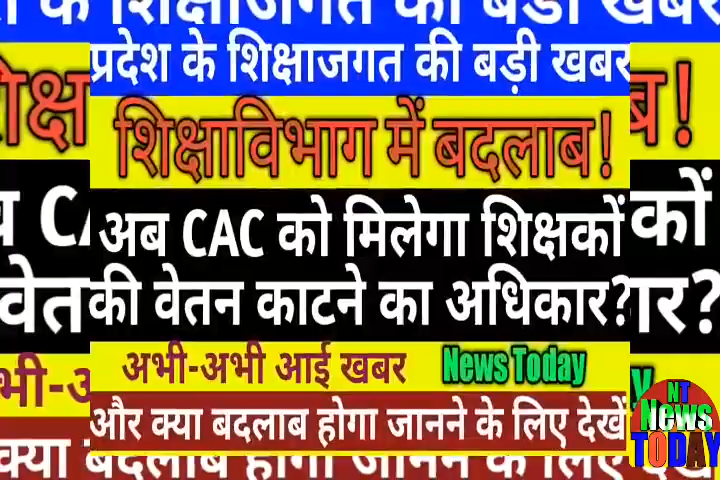 प्रदेश के शिक्षाजगत की बड़ी खबर
शिक्षाविभाग में बदलाब!
अब CAC को मिलेगा शिक्षकों
की वेतन काटने का अधिकार?
अभी-अभी आई खबर News Today
और क्या बदलाब होगा जानने के लिए देखें
NT
News
TODAY